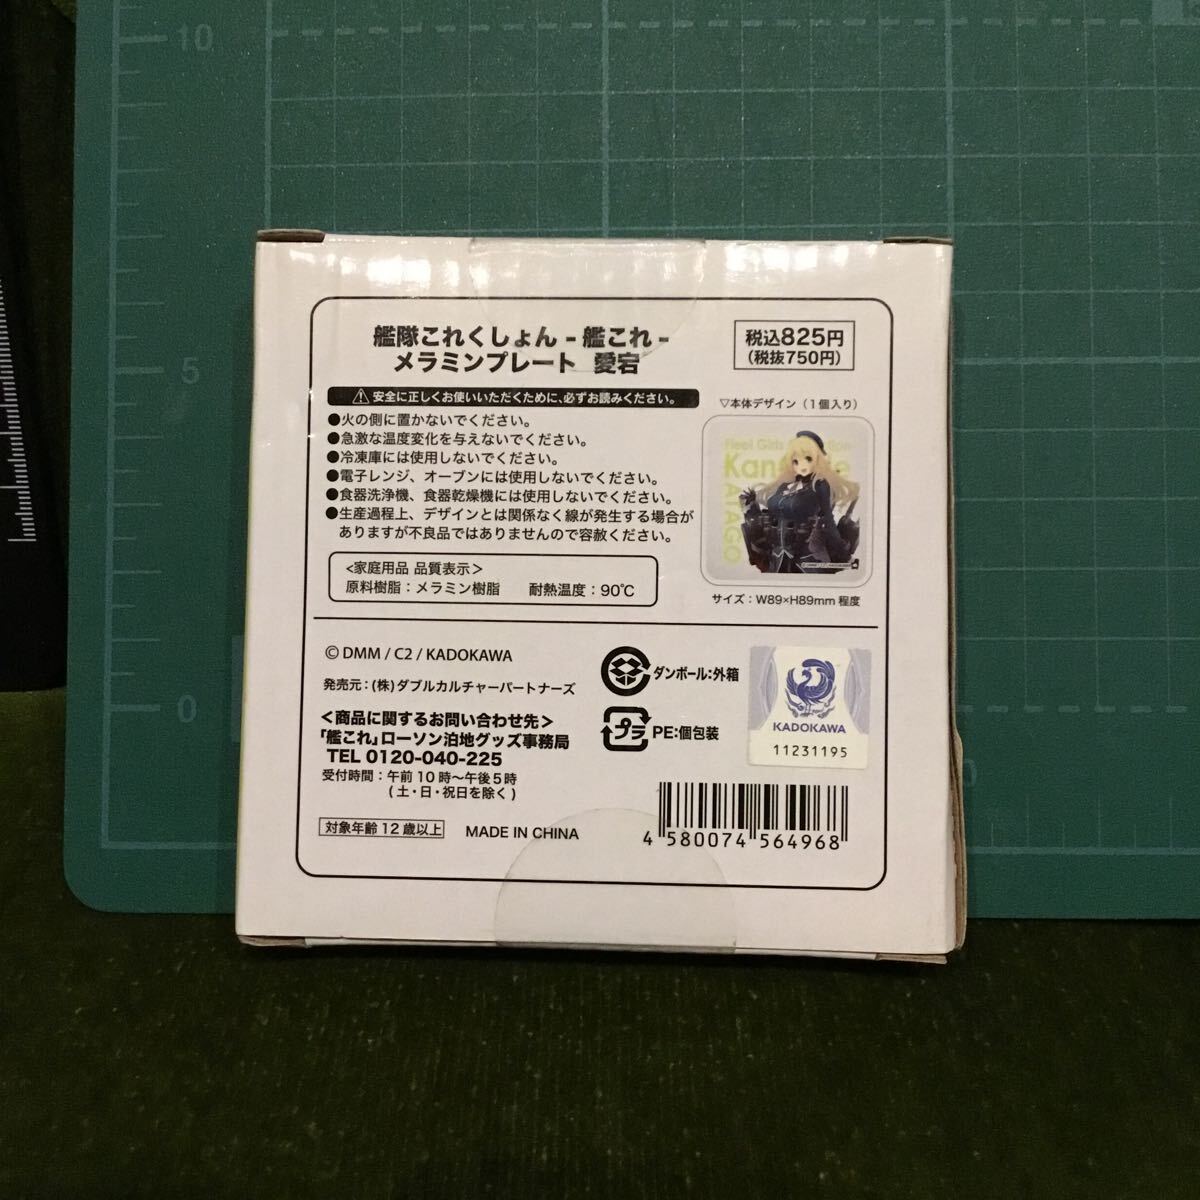 10
5
0
艦隊これくしょん - 艦これ -
メラミンプレート 愛宕
税込825円
(税抜750円)
安全に正しくお使いいただくために、必ずお読みください。
●火の側に置かないでください。
●急激な温度変化を与えないでください。
●冷凍庫には使用しないでください。
●電子レンジ、オーブンには使用しないでください。
●食器洗浄機、食器乾燥機には使用しないでください。
●生産過程上、デザインとは関係なく線が発生する場合が
ありますが不良品ではありませんので容赦ください。
<家庭用品 品質表示>
原料樹脂：メラミン樹脂 耐熱温度：90℃
▽本体デザイン（1個入り）
ATAGO
サイズ：W89×H89mm 程度
© DMM / C2 / KADOKAWA
発売元：(株)ダブルカルチャーパートナーズ
<商品に関するお問い合わせ先>
「艦これ」ローソン泊地グッズ事務局
TEL 0120-040-225
受付時間：午前10時～午後5時
(土・日・祝日を除く)
対象年齢12歳以上
MADE IN CHINA
ダンボール：外箱
プラ
PE：個包装
KADOKAWA
11231195
4 580074 564968